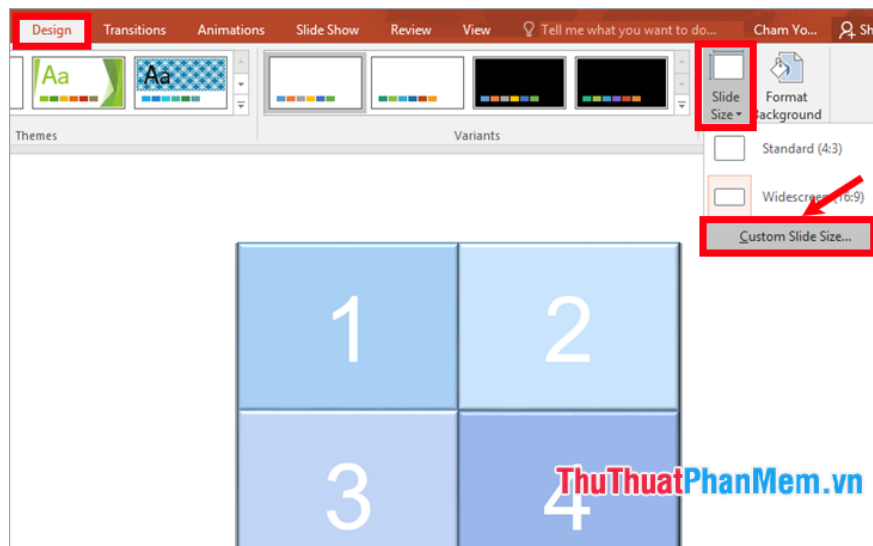 Design Transitions Animations Slide Show Review View Tell me what you want to do... Cham Yo... Sh
Aa Aa
Slide Size Format Background
Themes Variants
Standard (4:3)
Widescreen (16:9)
Custom Slide Size...
1 2
3 4
ThuThuatPhanMem.vn